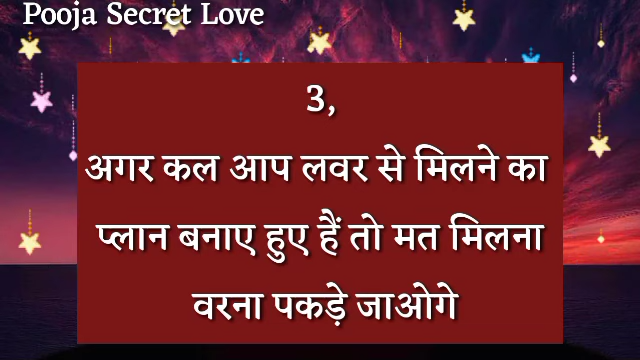 Pooja Secret Love
3,
अगर कल आप लवर से मिलने का
प्लान बनाए हुए हैं तो मत मिलना
वरना पकड़े जाओगे